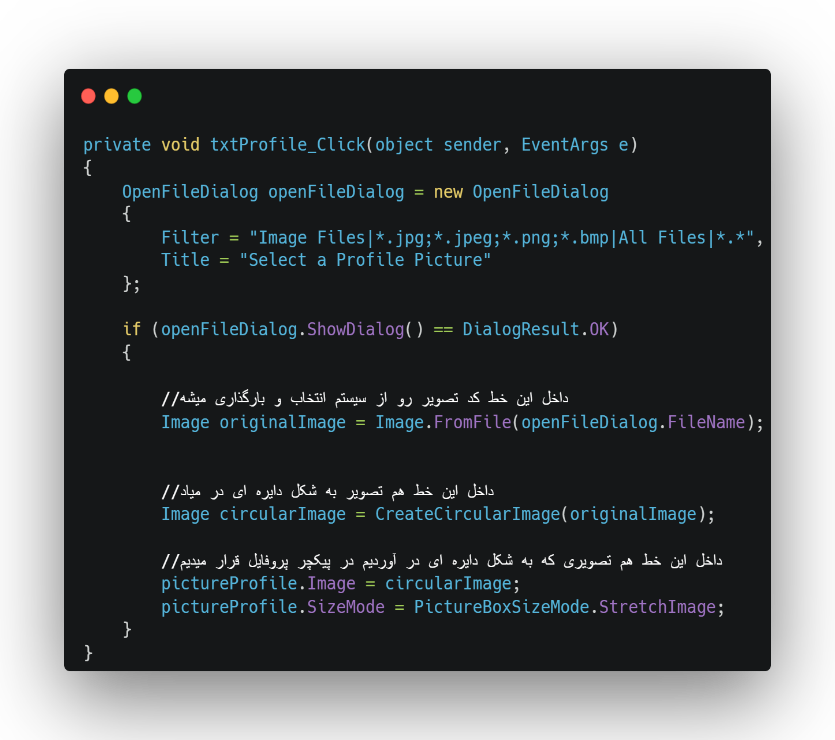 private void txtProfile_Click(object sender, EventArgs e)
{
    OpenFileDialog openFileDialog = new OpenFileDialog
    {
        Filter = "Image Files|*.jpg;*.jpeg;*.png;*.bmp|All Files|*.*",
        Title = "Select a Profile Picture"
    };

    if (openFileDialog.ShowDialog() == DialogResult.OK)
    {

        //داخل این خط کد تصویر رو از سیستم انتخاب و بارگذاری میشه
        Image originalImage = Image.FromFile(openFileDialog.FileName);


        //داخل این خط هم تصویر به شکل دایره ای در میاد
        Image circularImage = CreateCircularImage(originalImage);

        //داخل این خط هم تصویری که به شکل دایره ای در آوردیم در پیکچر پروفایل قرار میدیم
        pictureProfile.Image = circularImage;
        pictureProfile.SizeMode = PictureBoxSizeMode.StretchImage;
    }
}